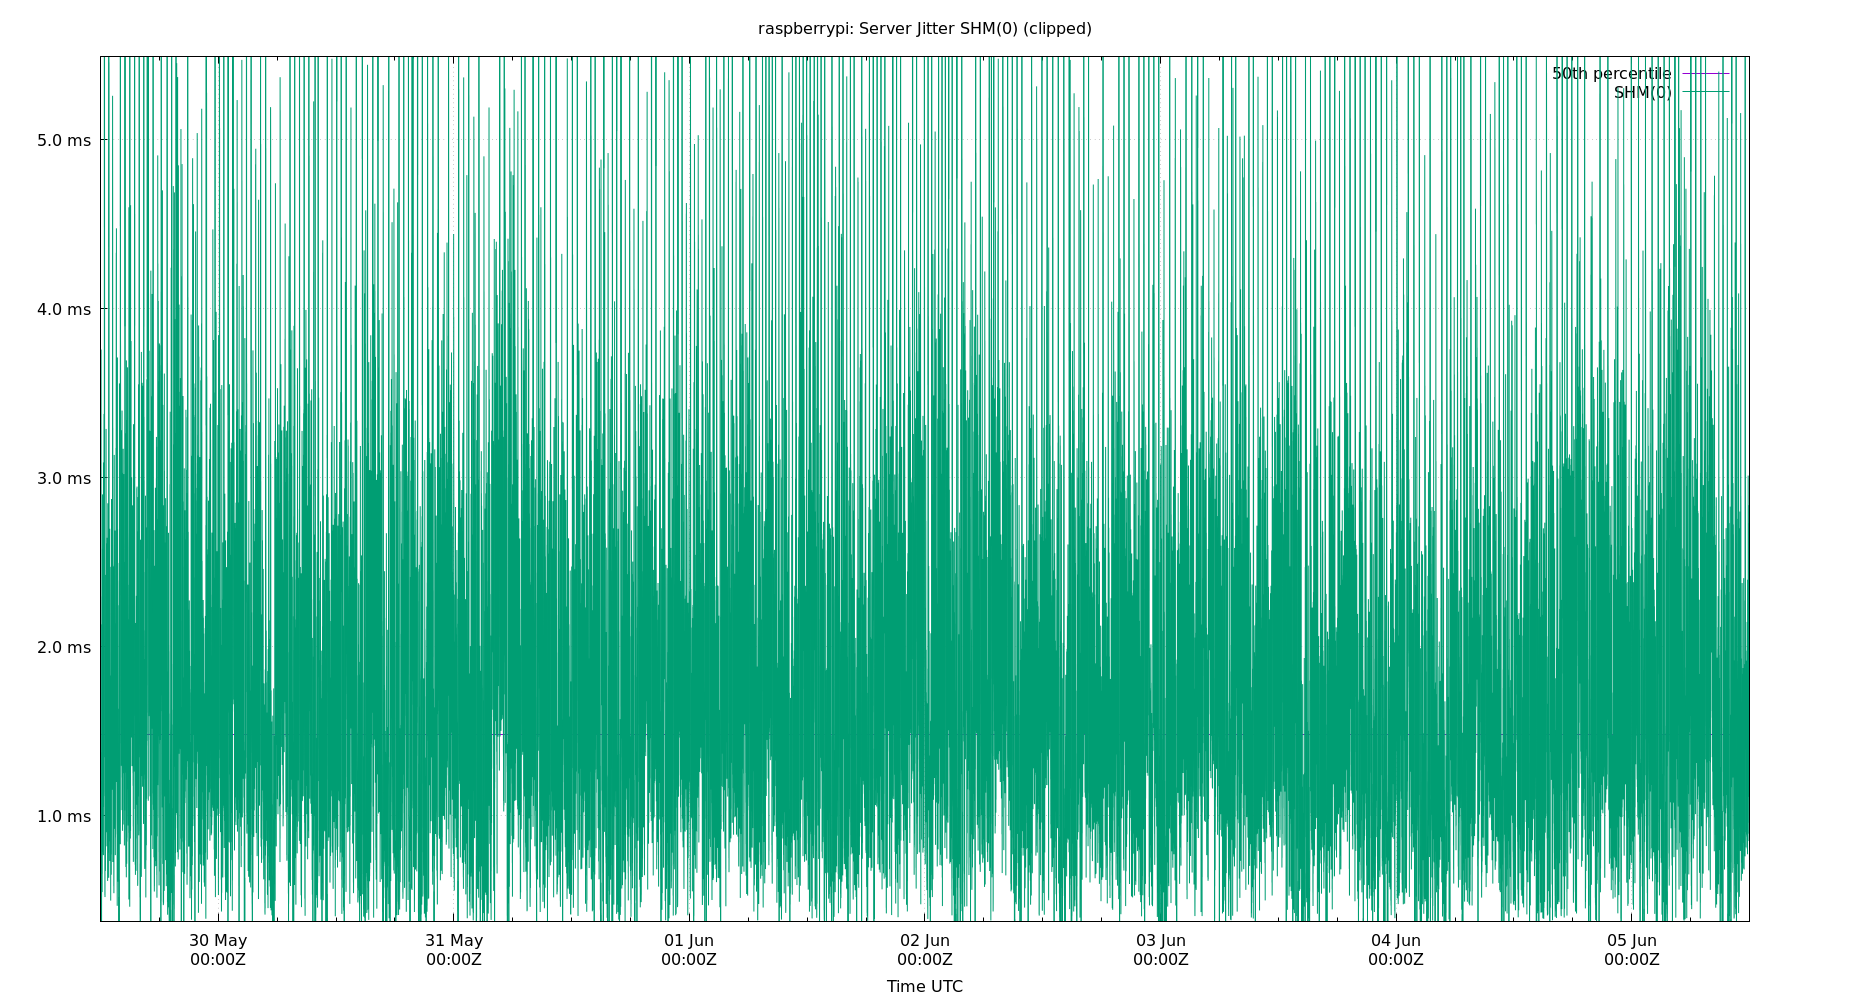 raspberrypi: Server Jitter SHM(0) (clipped)
50th percentile
SHM(0)
5.0 ms
4.0 ms
3.0 ms
2.0 ms
1.0 ms
30 May 31 May 01 Jun 02 Jun 03 Jun 04 Jun 05 Jun
00:00Z 00:00Z 00:00Z 00:00Z 00:00Z 00:00Z 00:00Z
Time UTC